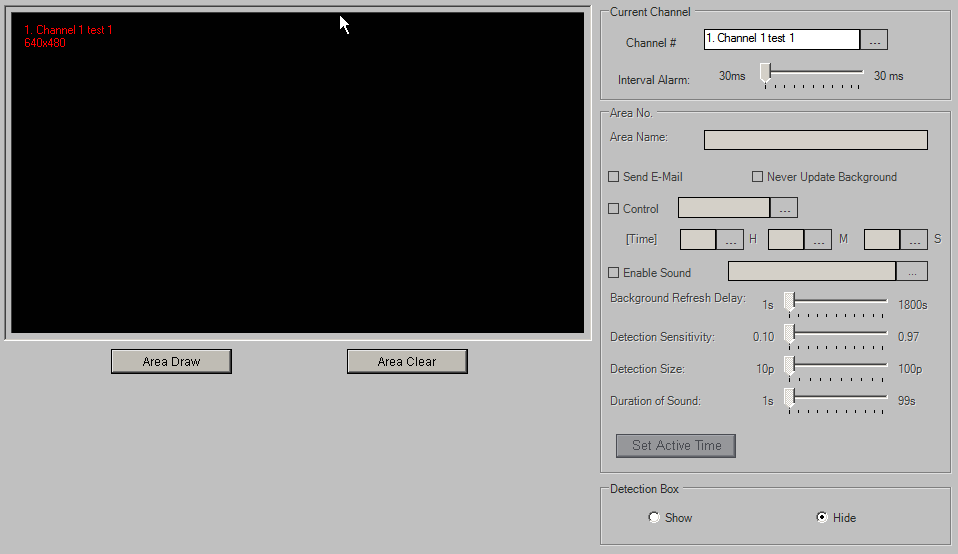 1. Channel 1 test 1
640x480
Area Draw
Area Clear
Current Channel
Channel #
1. Channel 1 test 1
...
Interval Alarm:
30ms
30 ms
Area No.
Area Name:
Send E-Mail
Never Update Background
Control
...
[Time]
...
H
...
M
...
S
Enable Sound
...
Background Refresh Delay:
1s
1800s
Detection Sensitivity:
0.10
0.97
Detection Size:
10p
100p
Duration of Sound:
1s
99s
Set Active Time
Detection Box
Show
Hide